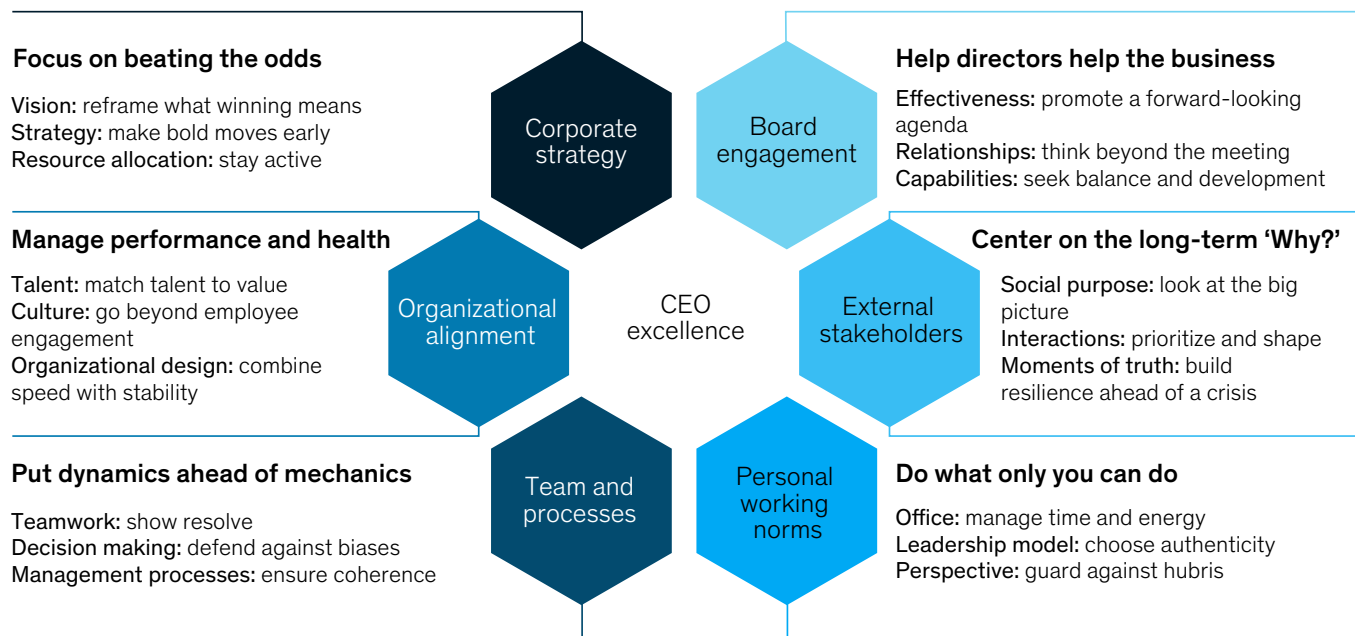 Focus on beating the odds
Vision: reframe what winning means
Strategy: make bold moves early
Resource allocation: stay active
Corporate
strategy
Board
engagement
Help directors help the business
Effectiveness: promote a forward-looking
agenda
Relationships: think beyond the meeting
Capabilities: seek balance and development
Manage performance and health
Talent: match talent to value
Culture: go beyond employee
engagement
Organizational design: combine
speed with stability
Organizational
alignment
CEO
excellence
External
stakeholders
Center on the long-term ‘Why?’
Social purpose: look at the big
picture
Interactions: prioritize and shape
Moments of truth: build
resilience ahead of a crisis
Put dynamics ahead of mechanics
Teamwork: show resolve
Decision making: defend against biases
Management processes: ensure coherence
Team and
processes
Personal
working
norms
Do what only you can do
Office: manage time and energy
Leadership model: choose authenticity
Perspective: guard against hubris